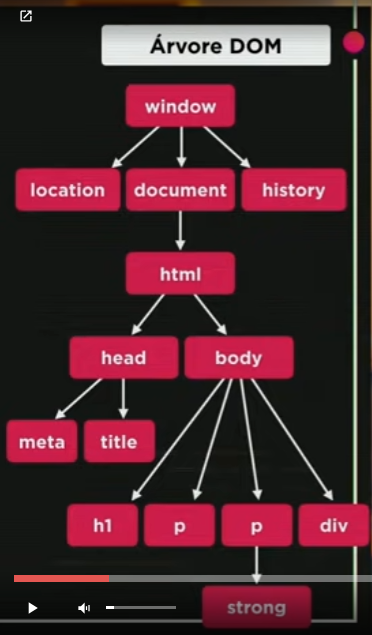 Árvore DOM
window
location document history
html
head body
meta title
h1 p p div
strong